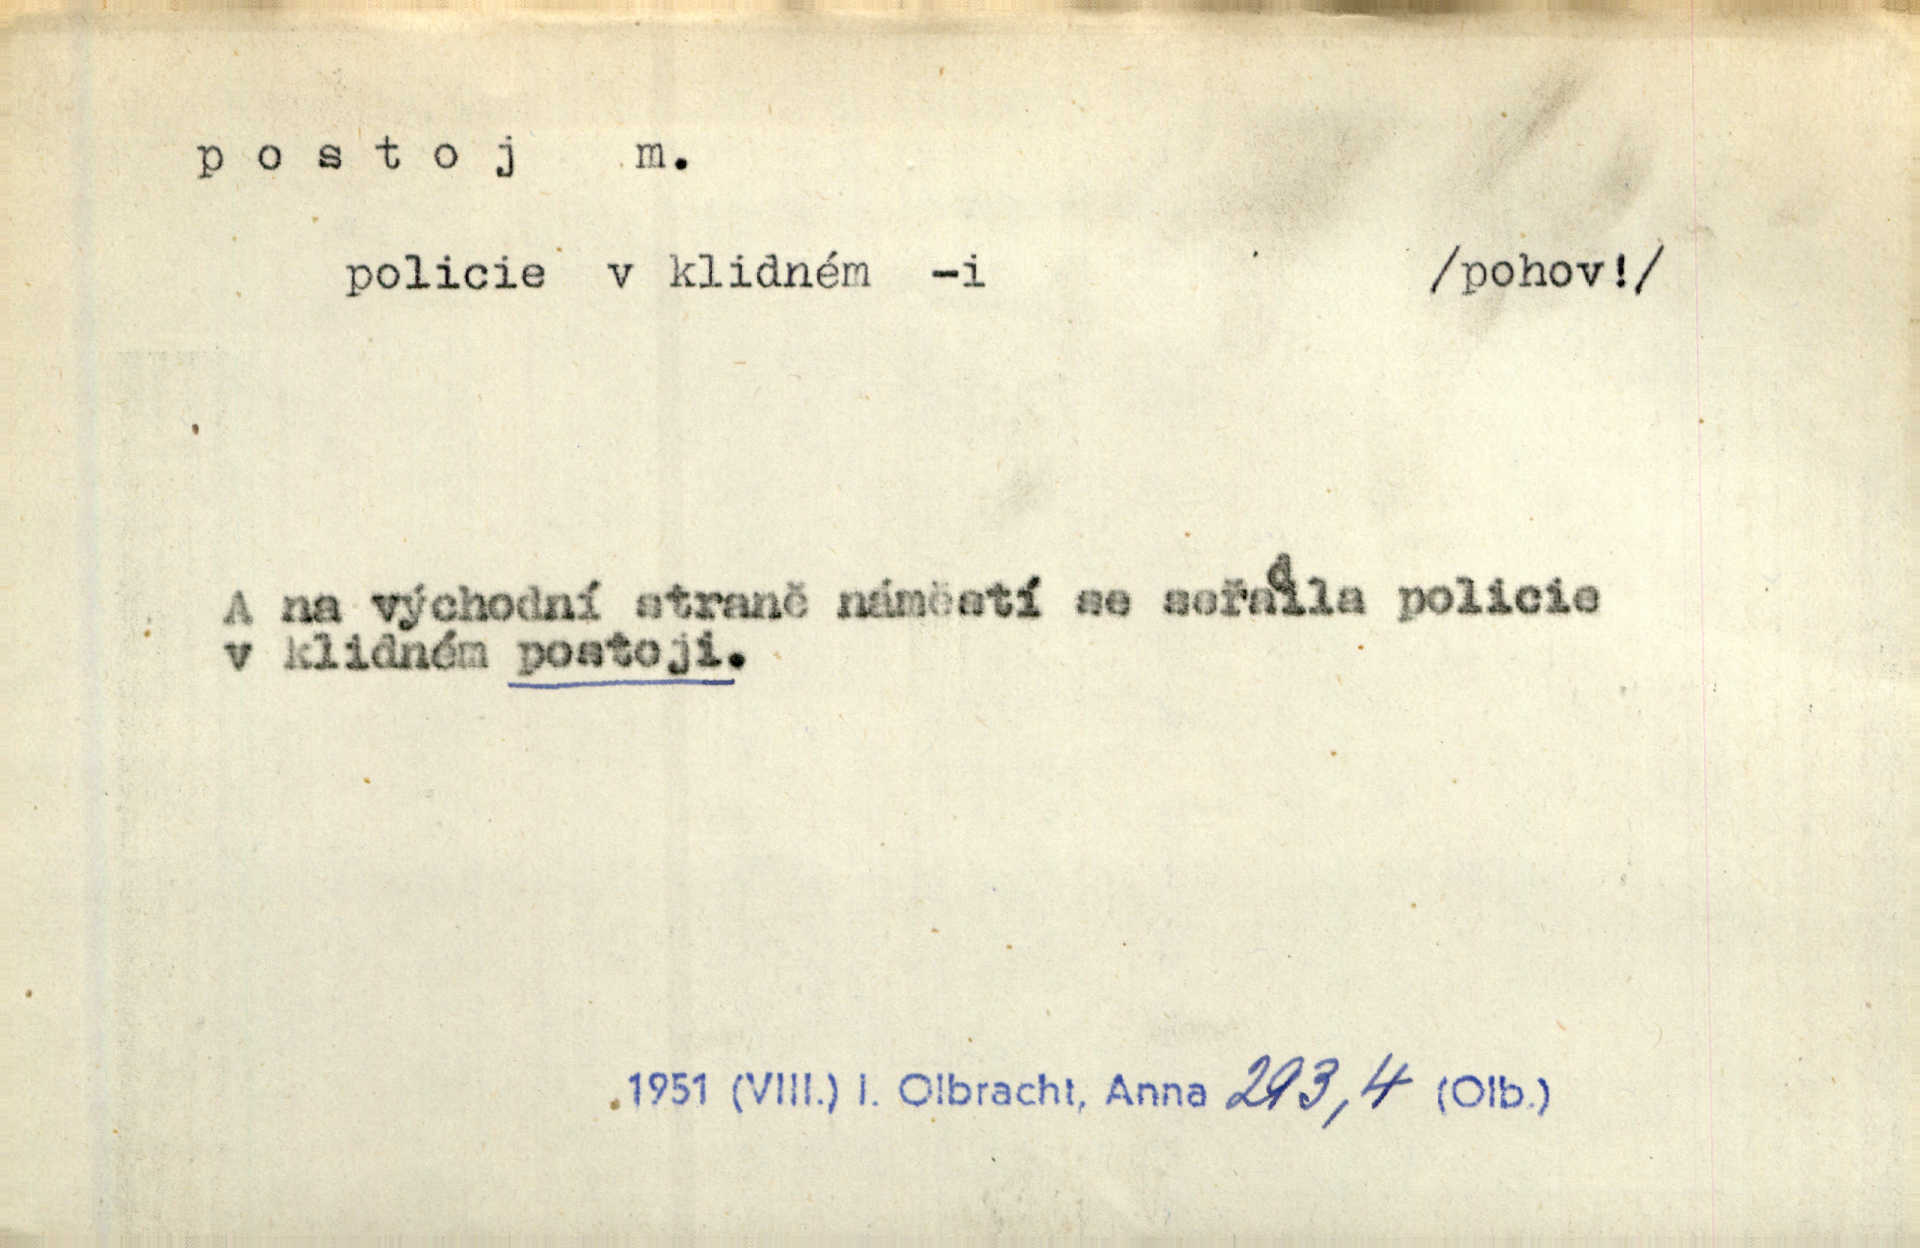 postoj m.
policie v klidném -i /pohov!/
A na východní straně náměstí se seřadila policie
v klidném postoji.
1951 (VIII.) I. Olbracht, Anna 293,4 (Olb.)